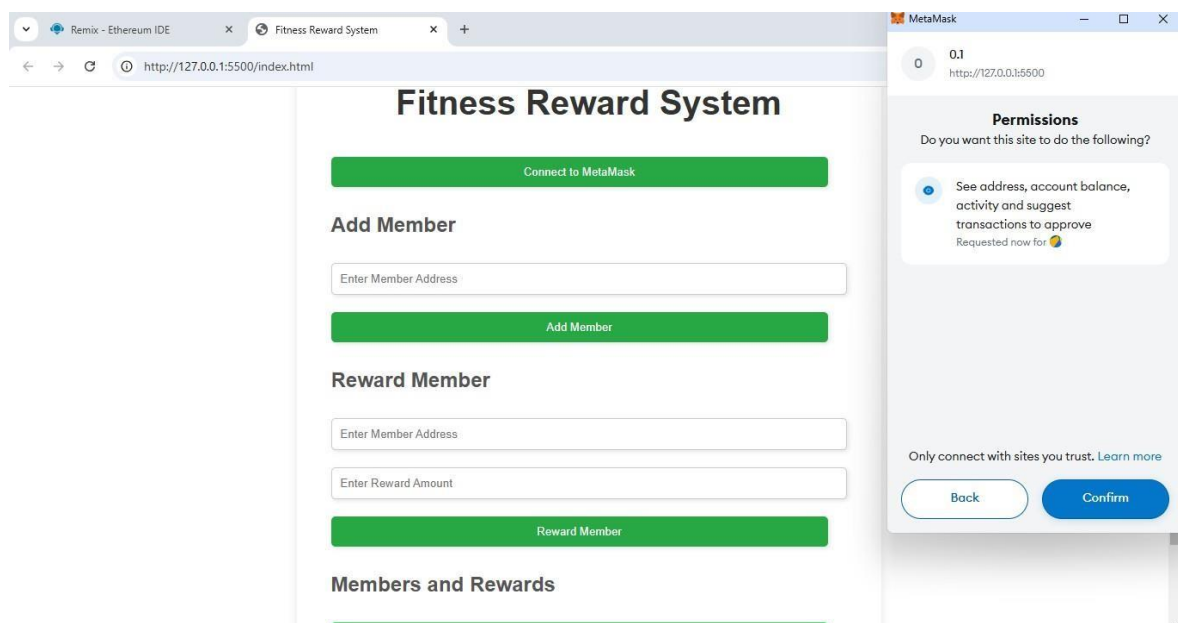 Remix - Ethereum IDE
Fitness Reward System
http://127.0.0.1:5500/index.html
Fitness Reward System
Connect to MetaMask
Add Member
Enter Member Address
Add Member
Reward Member
Enter Member Address
Enter Reward Amount
Reward Member
Members and Rewards
MetaMask
0
0.1
http://127.0.0.1:5500
Permissions
Do you want this site to do the following?
See address, account balance,
activity and suggest
transactions to approve
Requested now for
Only connect with sites you trust. Learn more
Back
Confirm